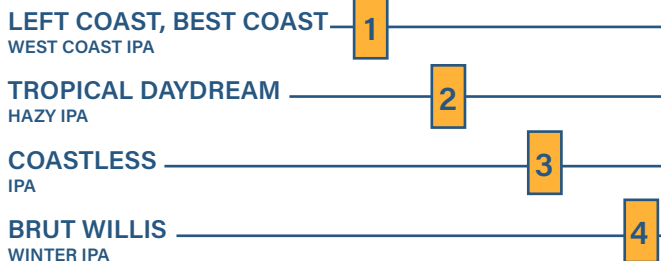 LEFT COAST, BEST COAST 1
WEST COAST IPA
TROPICAL DAYDREAM 2
HAZY IPA
COASTLESS 3
IPA
BRUT WILLIS 4
WINTER IPA